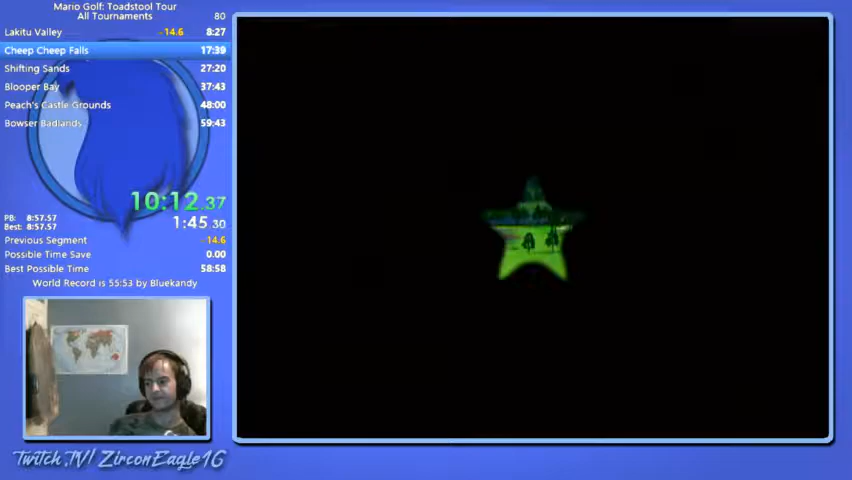 Mario Golf: Toadstool Tour
All Tournaments 80
Lakitu Valley -14.6 8:27
Cheep Cheep Falls 17:39
Shifting Sands 27:20
Blooper Bay 37:43
Peach's Castle Grounds 48:00
Bowser Badlands 59:43
10:12.37
PB: 8:57.57
Best: 8:57.57
1:45.30
Previous Segment -14.6
Possible Time Save 0.00
Best Possible Time 58:58
World Record is 55:53 by Bluekandy
Twitch.TV/ZirconEagle16